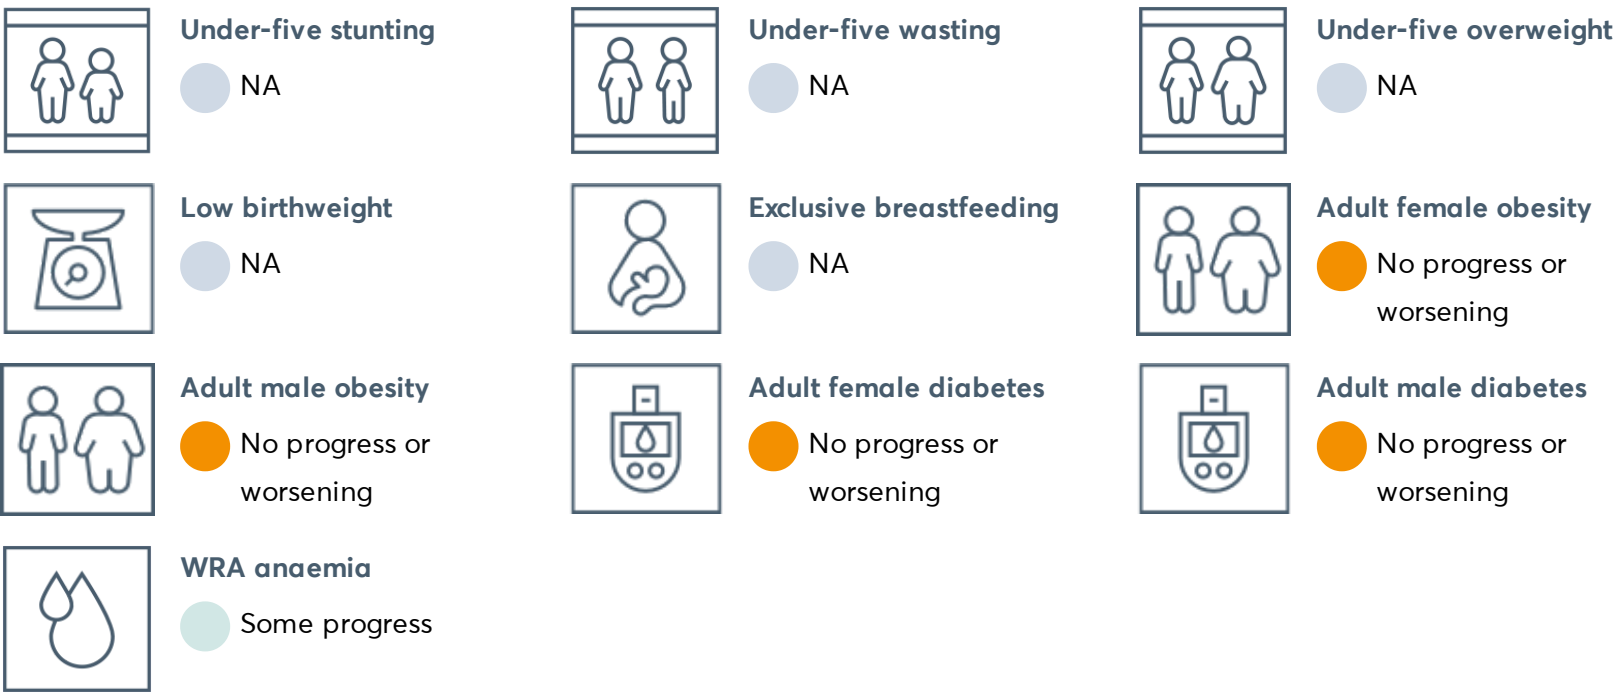 Under-five stunting
NA
Under-five wasting
NA
Under-five overweight
NA
Low birthweight
NA
Exclusive breastfeeding
NA
Adult female obesity
No progress or
worsening
Adult male obesity
No progress or
worsening
Adult female diabetes
No progress or
worsening
Adult male diabetes
No progress or
worsening
WRA anaemia
Some progress